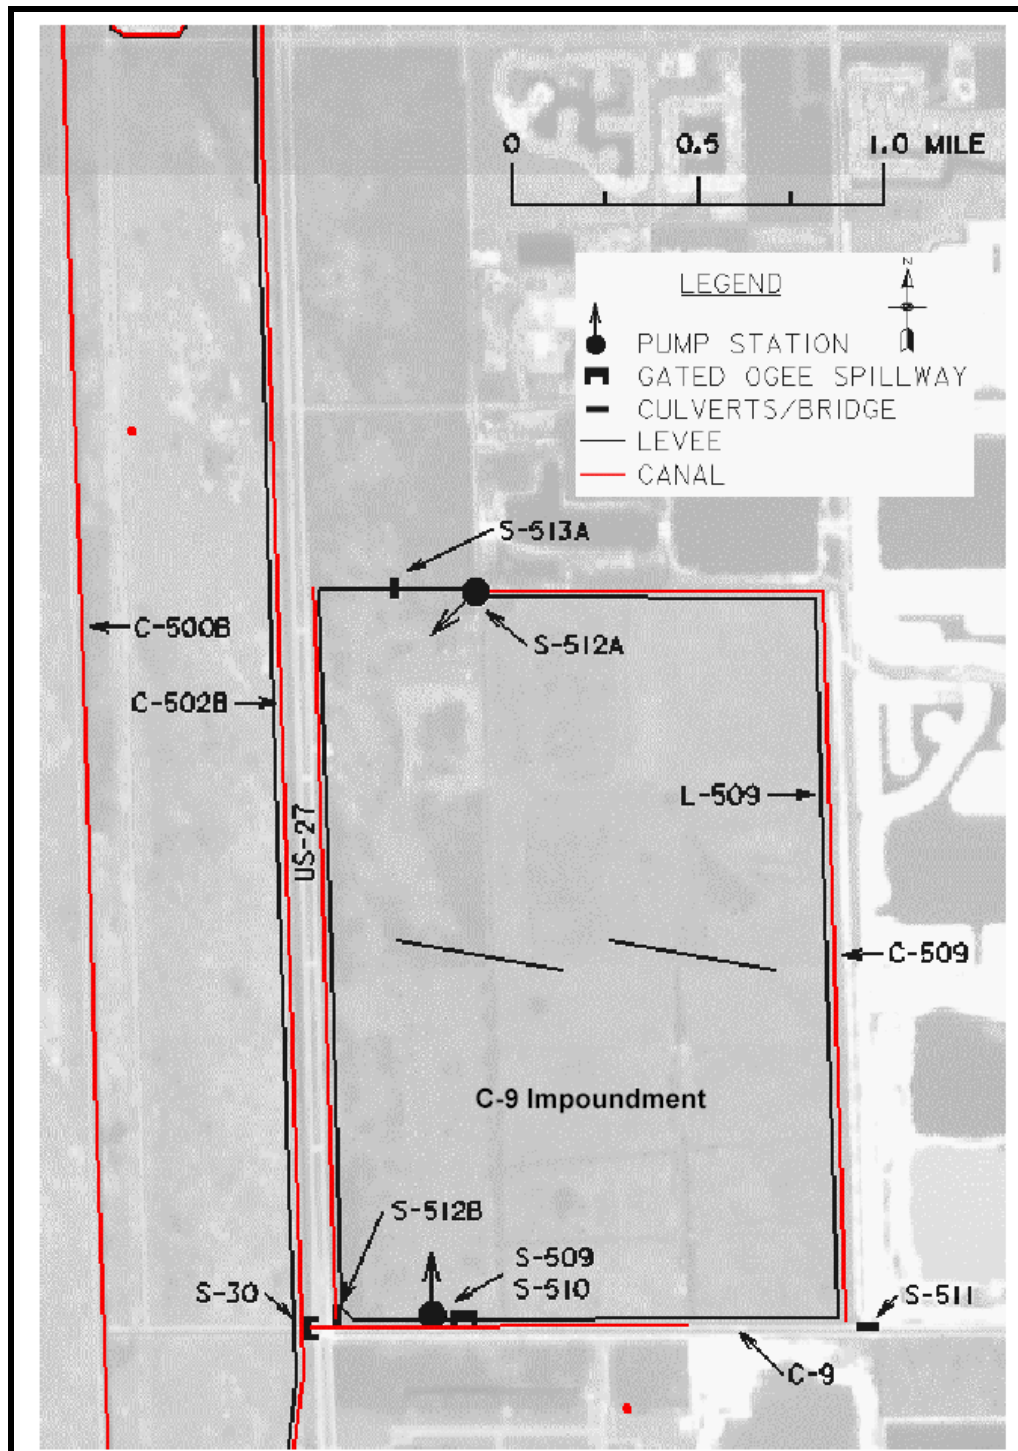 0 0.5 1.0 MILE
LEGEND
N
PUMP STATION
GATED OGEE SPILLWAY
CULVERTS/BRIDGE
LEVEE
CANAL
S-513A
C-500B
S-512A
C-502B
L-509
US-27
C-509
C-9 Impoundment
S-512B
S-509
S-510
S-30
S-511
C-9